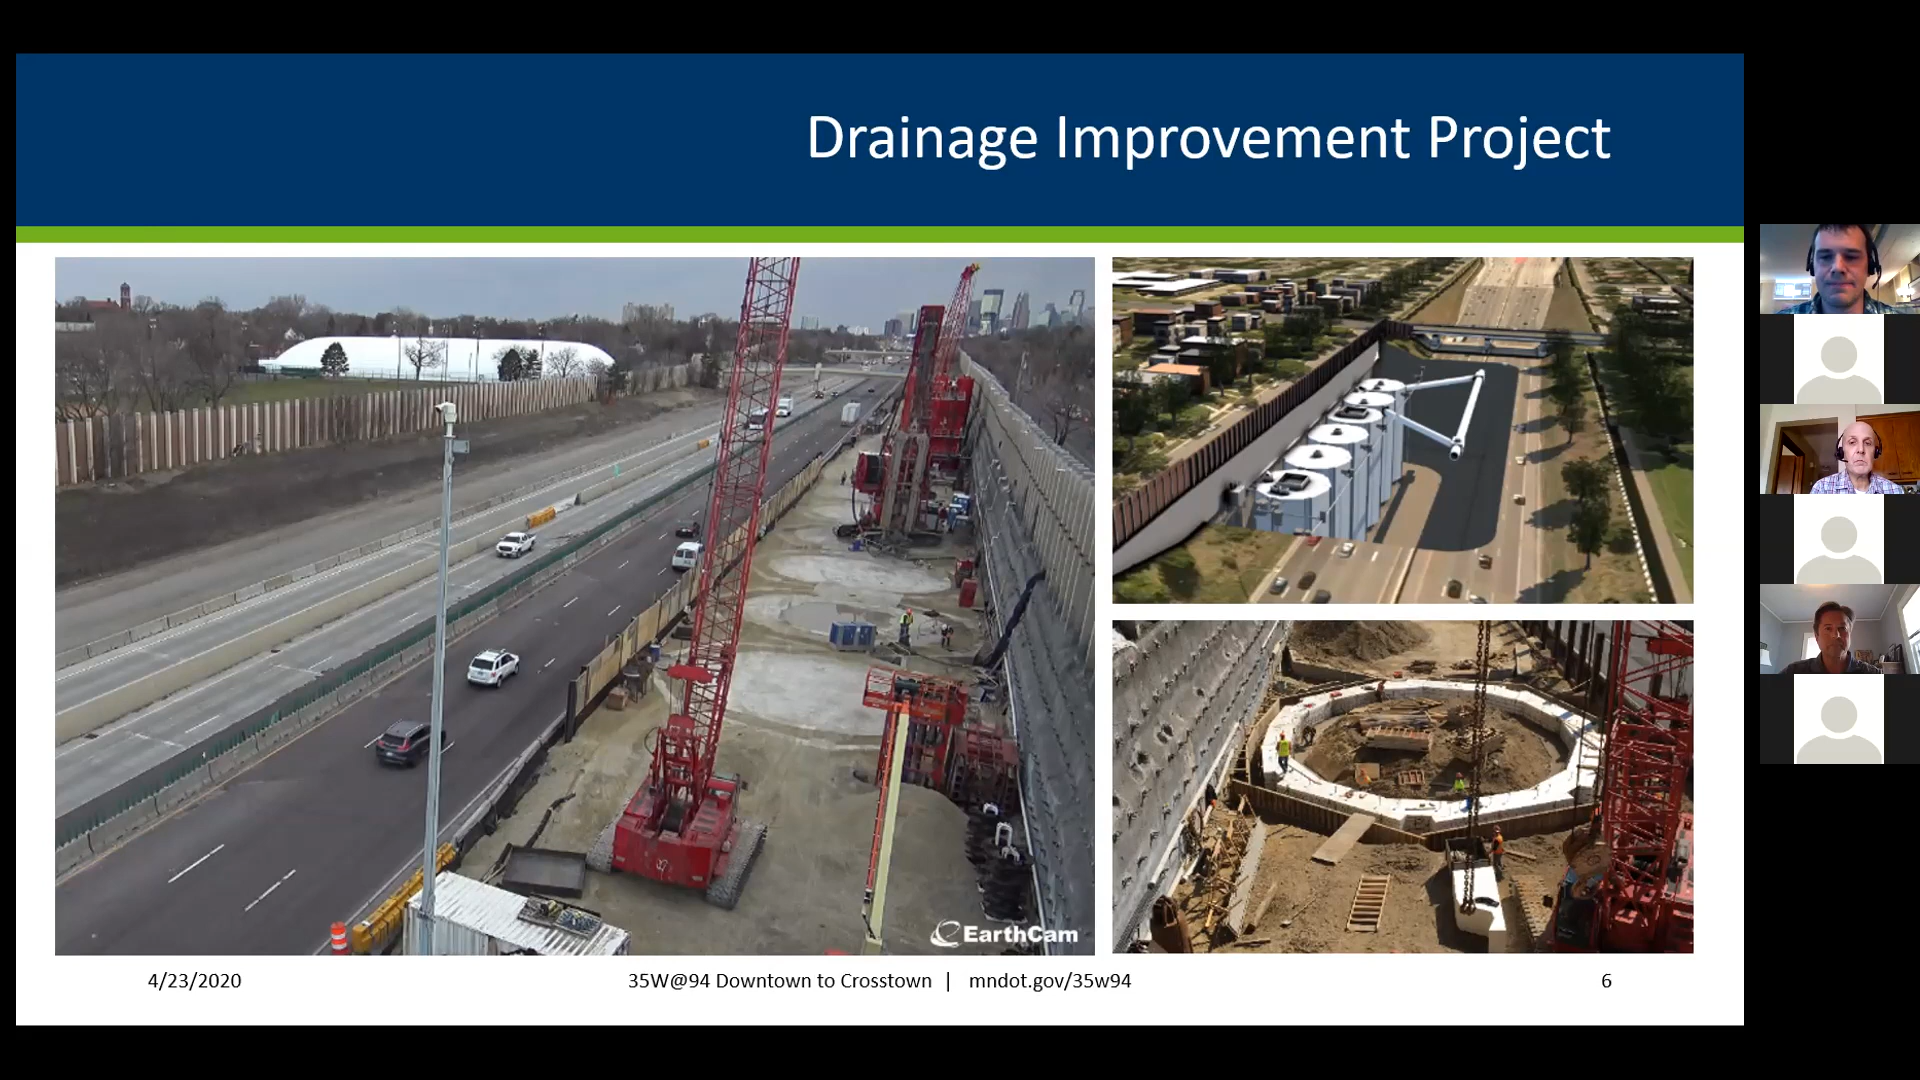 Drainage Improvement Project
EarthCam
4/23/2020
35W@94 Downtown to Crosstown | mndot.gov/35w94
6